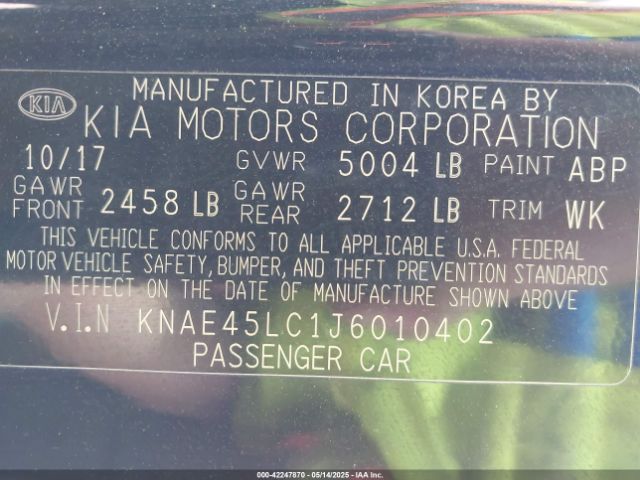 KIA
MANUFACTURED IN KOREA BY
KIA MOTORS CORPORATION
10/17 GVWR 5004 LB PAINT ABP
GAWR FRONT 2458 LB GAWR REAR 2712 LB TRIM WK
THIS VEHICLE CONFORMS TO ALL APPLICABLE U.S.A. FEDERAL
MOTOR VEHICLE SAFETY, BUMPER, AND THEFT PREVENTION STANDARDS
IN EFFECT ON THE DATE OF MANUFACTURE SHOWN ABOVE
V.I.N KNAE45LC1J6010402
PASSENGER CAR
000-42247870 - 05/14/2025 - IAAI.COM